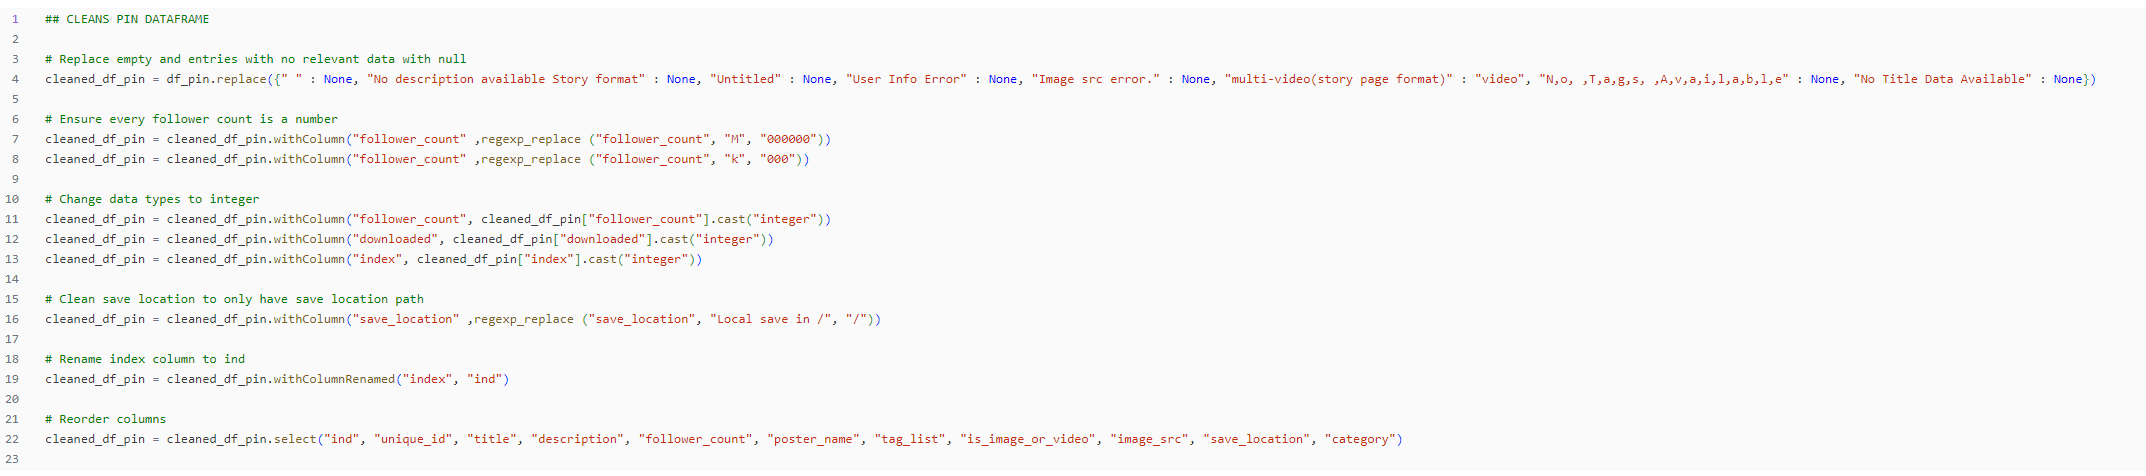 1 ## CLEANS PIN DATAFRAME
2
3 # Replace empty and entries with no relevant data with null
4 cleaned_df_pin = df_pin.replace({" " : None, "No description available Story format" : None, "Untitled" : None, "User Info Error" : None, "Image src error." : None, "multi-video(story page format)" : "video", "N,o, ,T,a,g,s, ,A,v,a,i,l,a,b,l,e" : None, "No Title Data Available" : None})
5
6 # Ensure every follower count is a number
7 cleaned_df_pin = cleaned_df_pin.withColumn("follower_count" ,regexp_replace ("follower_count", "M", "000000"))
8 cleaned_df_pin = cleaned_df_pin.withColumn("follower_count" ,regexp_replace ("follower_count", "k", "000"))
9
10 # Change data types to integer
11 cleaned_df_pin = cleaned_df_pin.withColumn("follower_count", cleaned_df_pin["follower_count"].cast("integer"))
12 cleaned_df_pin = cleaned_df_pin.withColumn("downloaded", cleaned_df_pin["downloaded"].cast("integer"))
13 cleaned_df_pin = cleaned_df_pin.withColumn("index", cleaned_df_pin["index"].cast("integer"))
14
15 # Clean save location to only have save location path
16 cleaned_df_pin = cleaned_df_pin.withColumn("save_location" ,regexp_replace ("save_location", "Local save in /", "/"))
17
18 # Rename index column to ind
19 cleaned_df_pin = cleaned_df_pin.withColumnRenamed("index", "ind")
20
21 # Reorder columns
22 cleaned_df_pin = cleaned_df_pin.select("ind", "unique_id", "title", "description", "follower_count", "poster_name", "tag_list", "is_image_or_video", "image_src", "save_location", "category")
23